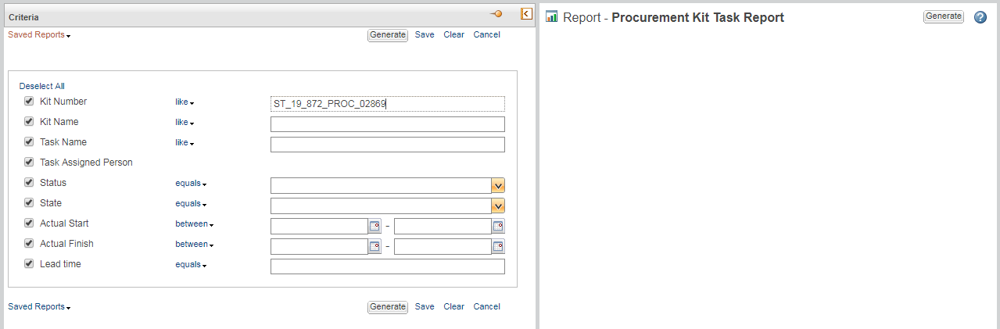 Criteria
Saved Reports Generate Save Clear Cancel
Deselect All
Kit Number like ST_19_872_PROC_02869
Kit Name like
Task Name like
Task Assigned Person
Status equals
State equals
Actual Start between -
Actual Finish between -
Lead time equals
Saved Reports Generate Save Clear Cancel
Report - Procurement Kit Task Report Generate ?